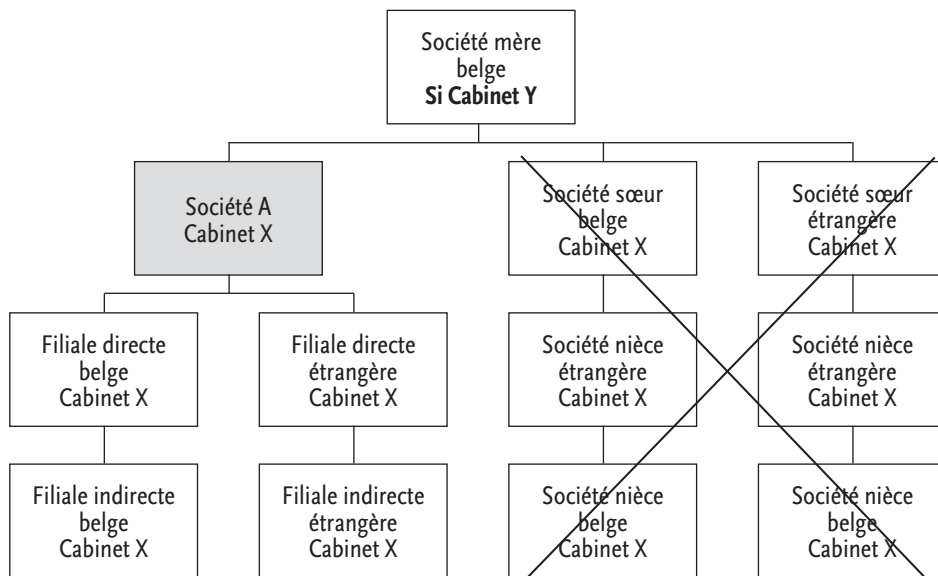 Société mère
belge
Si Cabinet Y
Société A
Cabinet X
Société sœur
belge
Cabinet X
Société sœur
étrangère
Cabinet X
Filiale directe
belge
Cabinet X
Filiale directe
étrangère
Cabinet X
Société nièce
étrangère
Cabinet X
Société nièce
étrangère
Cabinet X
Filiale indirecte
belge
Cabinet X
Filiale indirecte
étrangère
Cabinet X
Société nièce
belge
Cabinet X
Société nièce
belge
Cabinet X